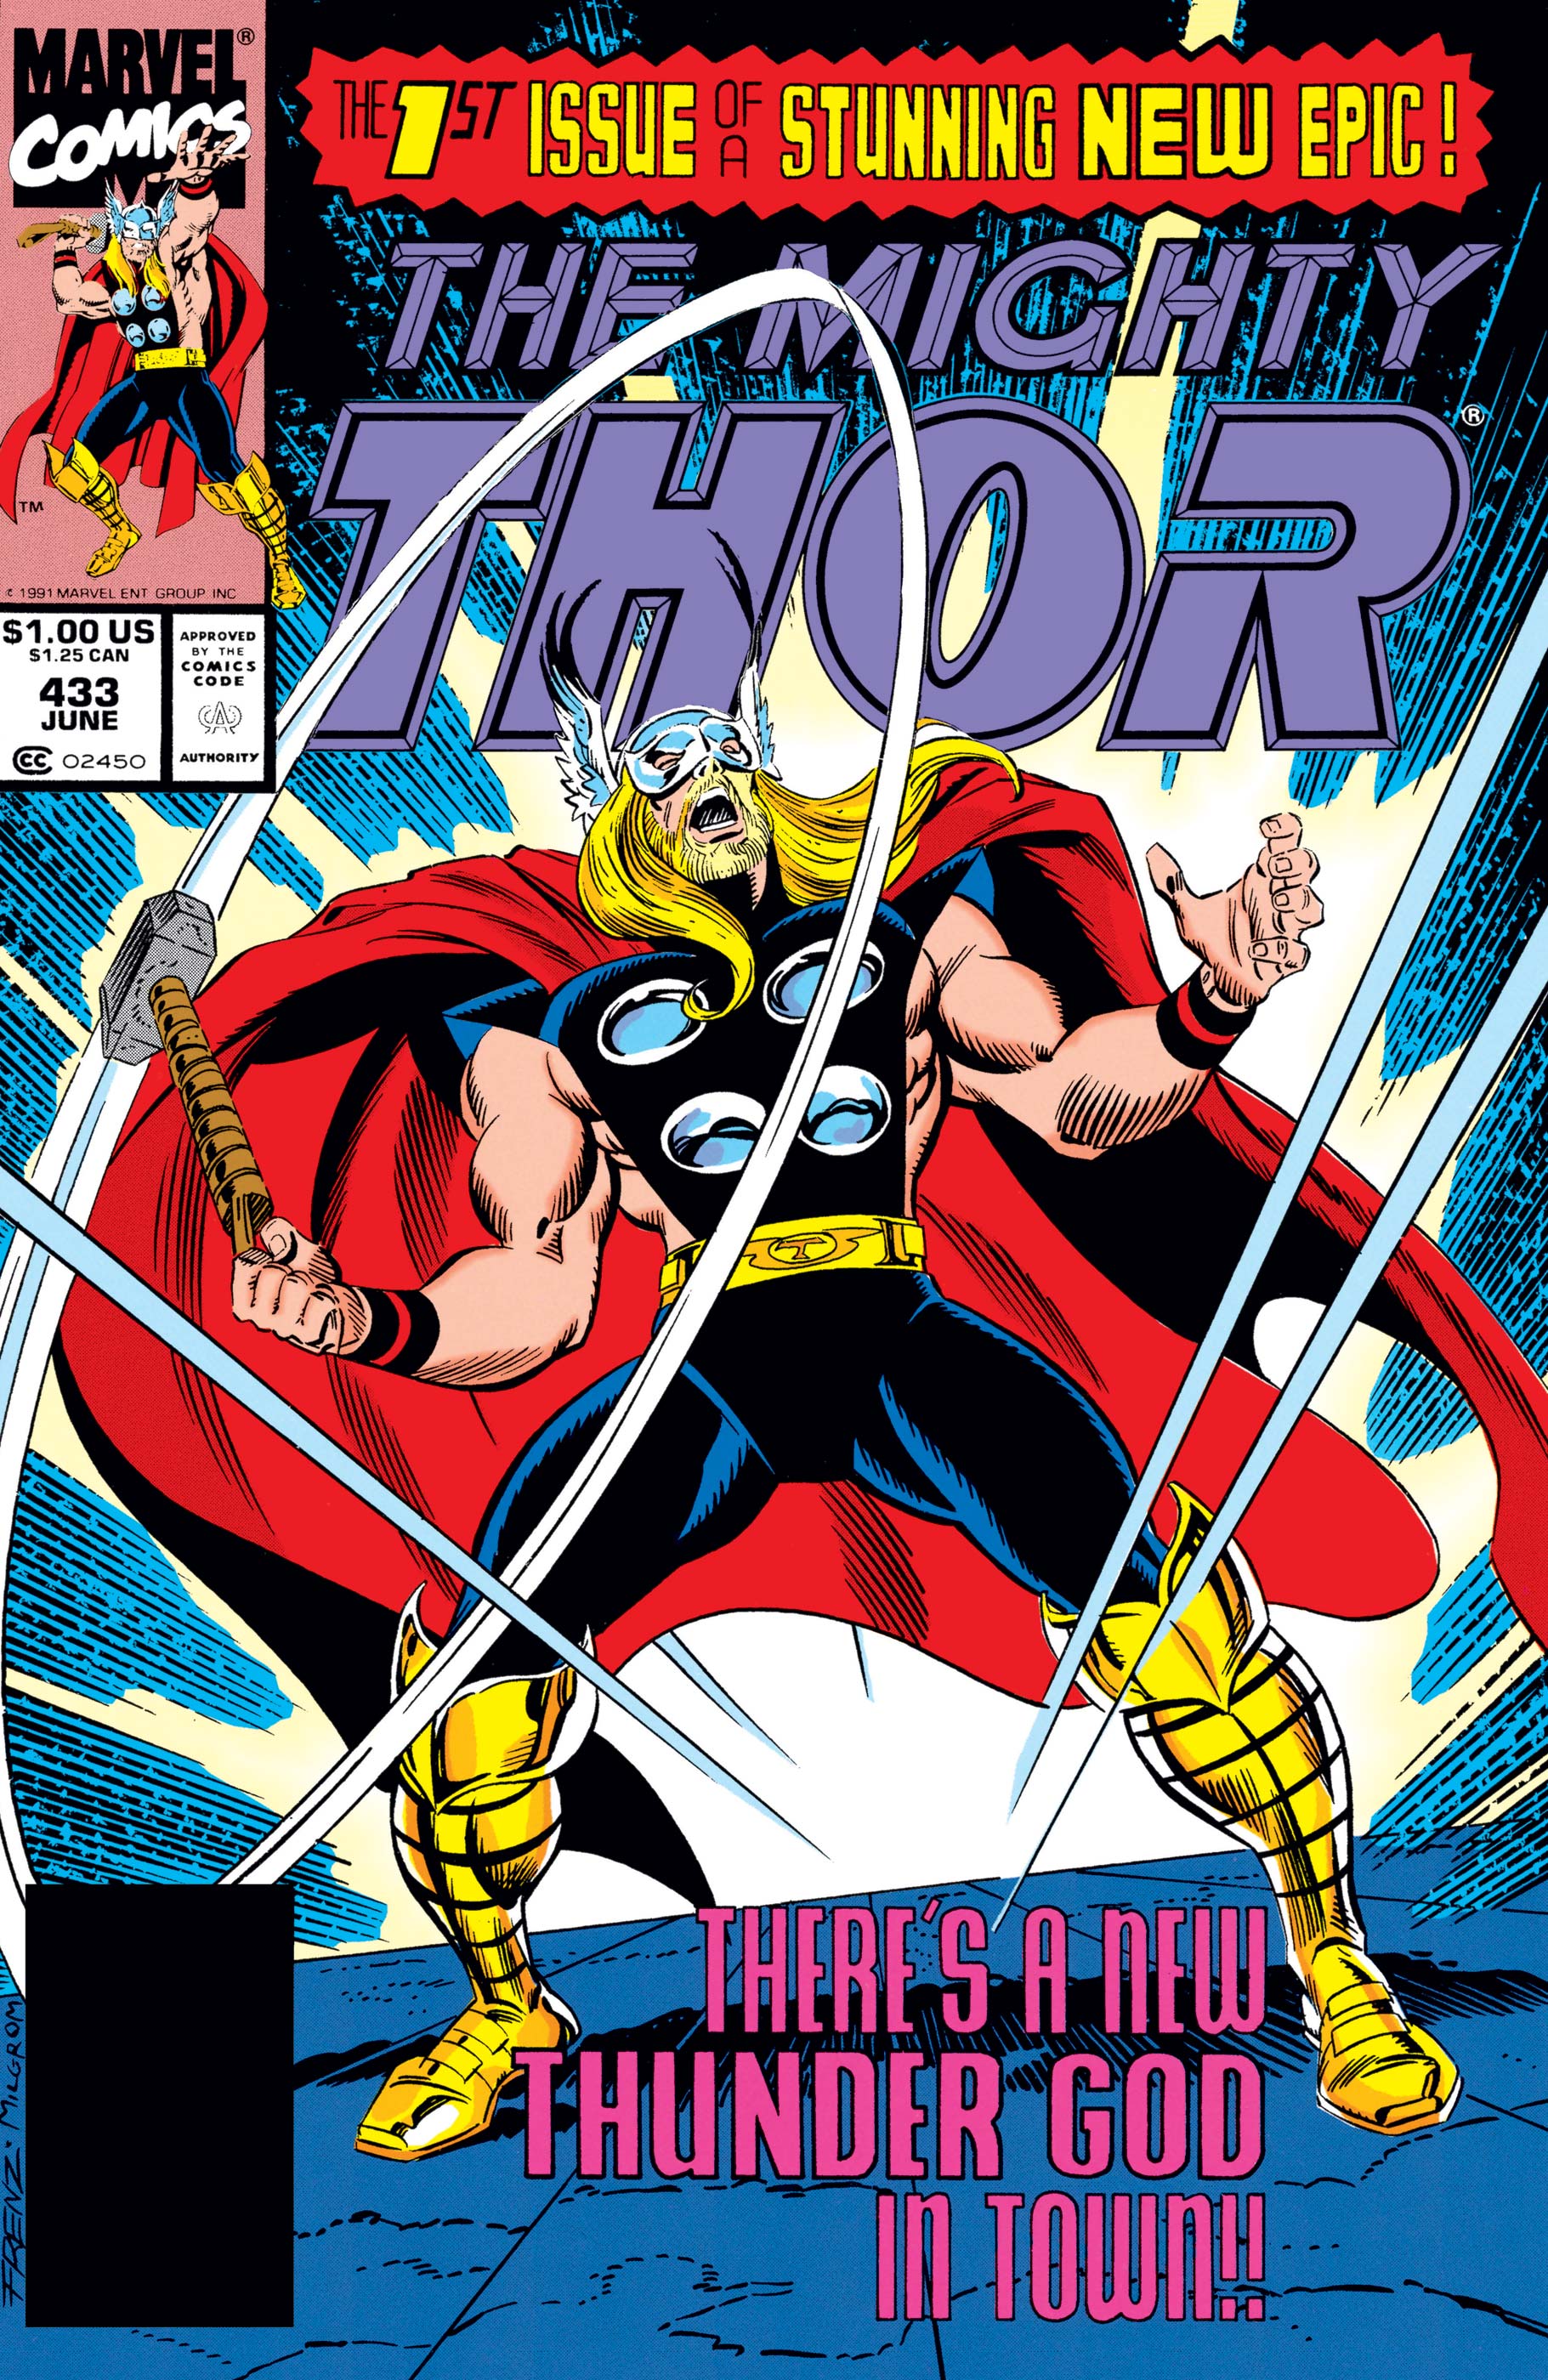 MARVEL®
COMICS
TM
© 1991 MARVEL ENT GROUP INC
$1.00 US
$1.25 CAN
433
JUNE
CC 02450
APPROVED
BY THE
COMICS
CODE
CA
AUTHORITY
THE 1ST ISSUE OF A STUNNING NEW EPIC!
THE MIGHTY
THOR®
T
THERE'S A NEW
THUNDER GOD
IN TOWN!!
FRENZ · MILGROM